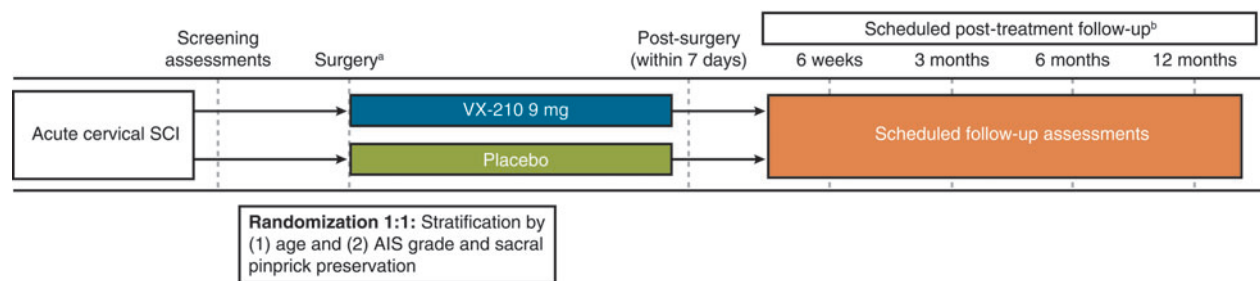 Screening
assessments
Surgeryᵃ
Post-surgery
(within 7 days)
Scheduled post-treatment follow-upᵇ
6 weeks
3 months
6 months
12 months
Acute cervical SCI
VX-210 9 mg
Placebo
Scheduled follow-up assessments
Randomization 1:1: Stratification by
(1) age and (2) AIS grade and sacral
pinprick preservation